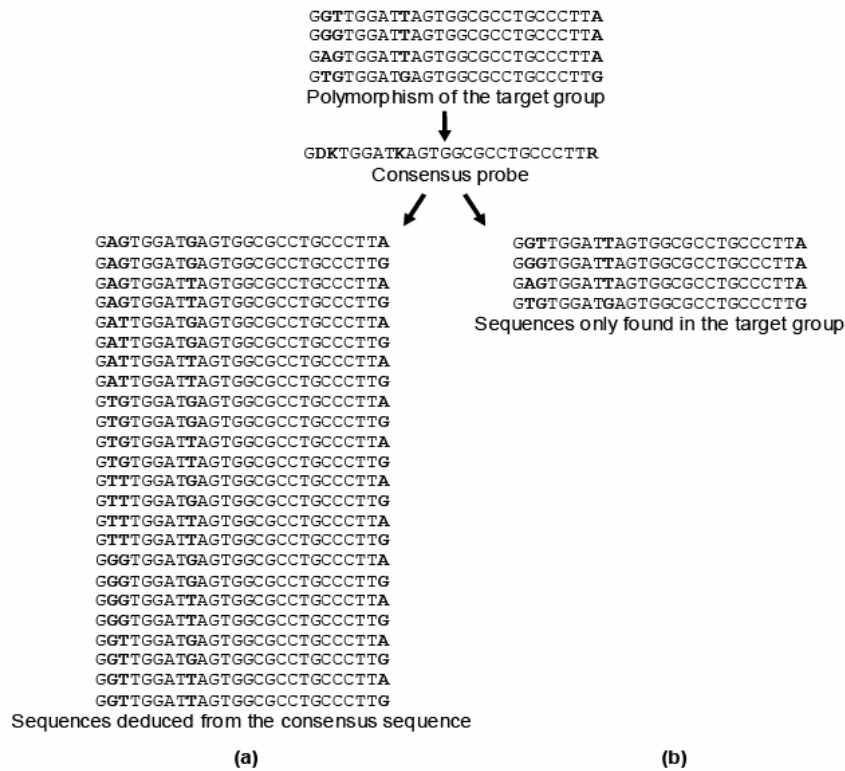 GGTTGGATTAGTGGCGCCTGCCCTTA
GGGTGGATTAGTGGCGCCTGCCCTTA
GAGTGGATTAGTGGCGCCTGCCCTTA
GTGTGGATGAGTGGCGCCTGCCCTTG
Polymorphism of the target group
GDKTGGATKAGTGGCGCCTGCCCTTR
Consensus probe
GAGTGGATGAGTGGCGCCTGCCCTTA
GAGTGGATGAGTGGCGCCTGCCCTTG
GAGTGGATTAGTGGCGCCTGCCCTTA
GAGTGGATTAGTGGCGCCTGCCCTTG
GATTGGATGAGTGGCGCCTGCCCTTA
GATTGGATGAGTGGCGCCTGCCCTTG
GATTGGATTAGTGGCGCCTGCCCTTA
GATTGGATTAGTGGCGCCTGCCCTTG
GTGTGGATGAGTGGCGCCTGCCCTTA
GTGTGGATGAGTGGCGCCTGCCCTTG
GTGTGGATTAGTGGCGCCTGCCCTTA
GTGTGGATTAGTGGCGCCTGCCCTTG
GTTTGGATGAGTGGCGCCTGCCCTTA
GTTTGGATGAGTGGCGCCTGCCCTTG
GTTTGGATTAGTGGCGCCTGCCCTTA
GTTTGGATTAGTGGCGCCTGCCCTTG
GGGTGGATGAGTGGCGCCTGCCCTTA
GGGTGGATGAGTGGCGCCTGCCCTTG
GGGTGGATTAGTGGCGCCTGCCCTTA
GGGTGGATTAGTGGCGCCTGCCCTTG
GGTTGGATGAGTGGCGCCTGCCCTTA
GGTTGGATGAGTGGCGCCTGCCCTTG
GGTTGGATTAGTGGCGCCTGCCCTTA
GGTTGGATTAGTGGCGCCTGCCCTTG
Sequences deduced from the consensus sequence
(a)
GGTTGGATTAGTGGCGCCTGCCCTTA
GGGTGGATTAGTGGCGCCTGCCCTTA
GAGTGGATTAGTGGCGCCTGCCCTTA
GTGTGGATGAGTGGCGCCTGCCCTTG
Sequences only found in the target group
(b)